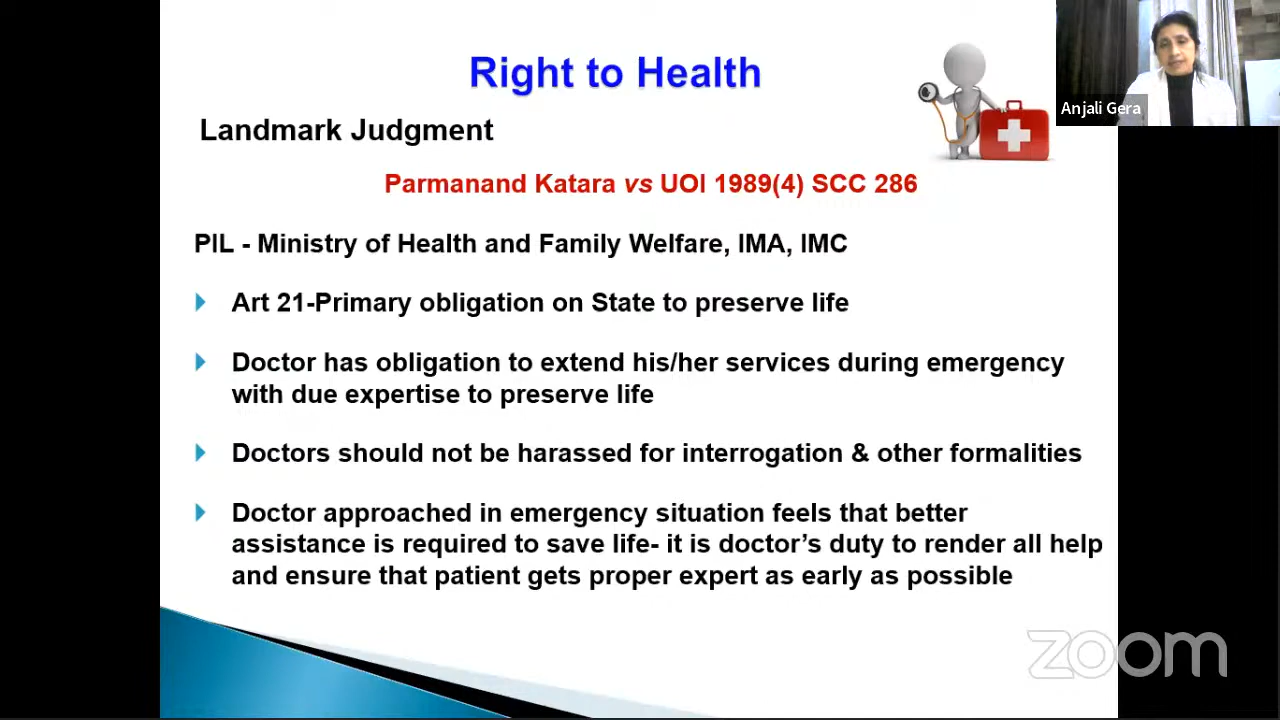 Right to Health
Anjali Gera
Landmark Judgment
Parmanand Katara vs UOI 1989(4) SCC 286
PIL - Ministry of Health and Family Welfare, IMA, IMC
Art 21-Primary obligation on State to preserve life
Doctor has obligation to extend his/her services during emergency
with due expertise to preserve life
Doctors should not be harassed for interrogation & other formalities
Doctor approached in emergency situation feels that better
assistance is required to save life- it is doctor’s duty to render all help
and ensure that patient gets proper expert as early as possible
zoom